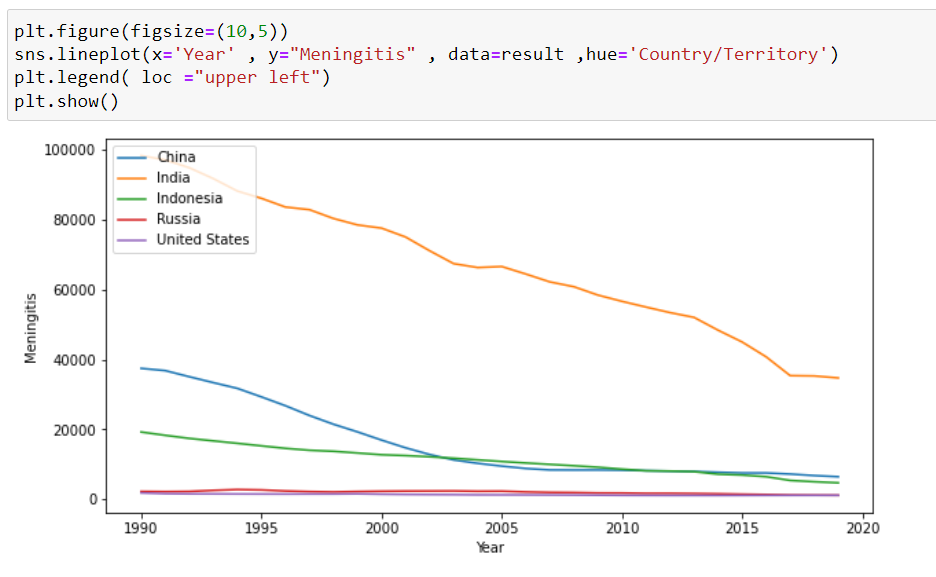 plt.figure(figsize=(10,5))
sns.lineplot(x='Year' , y="Meningitis" , data=result ,hue='Country/Territory')
plt.legend( loc ="upper left")
plt.show()
100000
80000
60000
40000
20000
0
Meningitis
China
India
Indonesia
Russia
United States
1990 1995 2000 2005 2010 2015 2020
Year